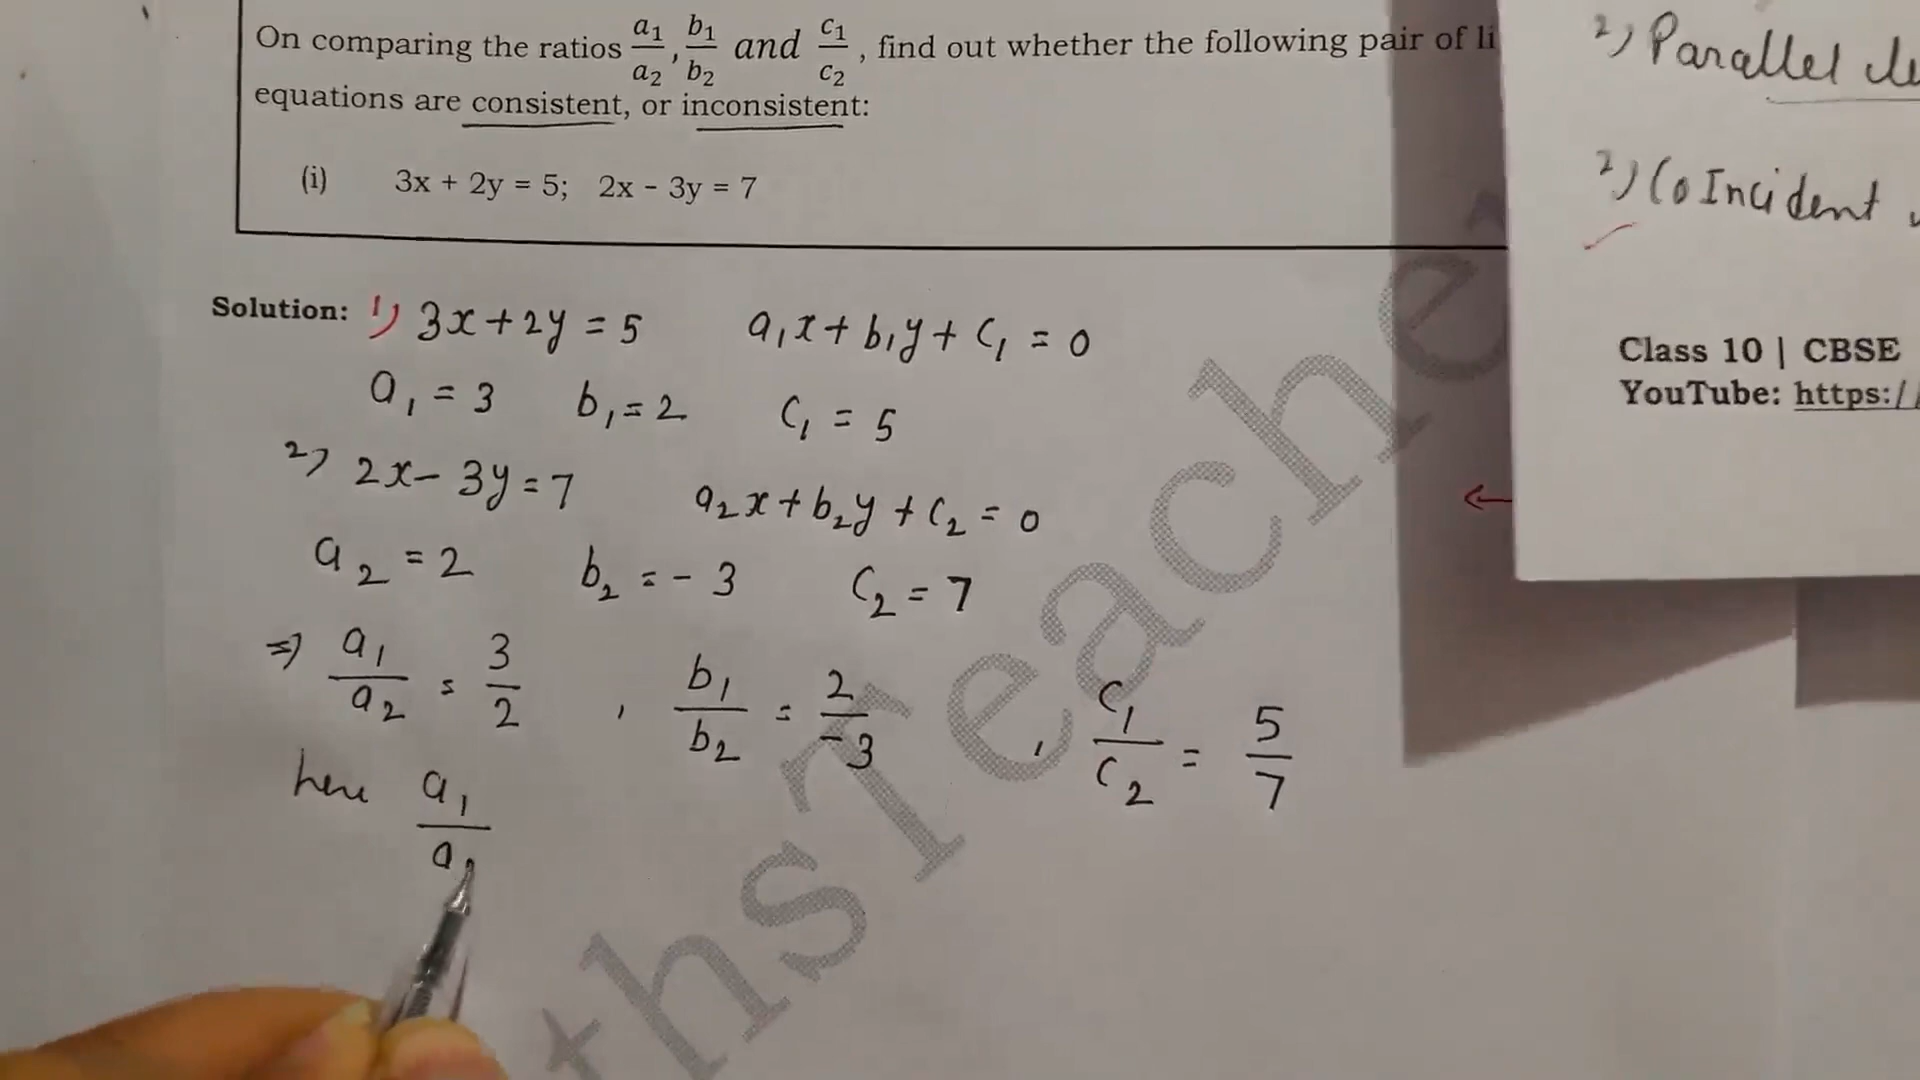 On comparing the ratios a₁/a₂, b₁/b₂ and c₁/c₂, find out whether the following pair of li
equations are consistent, or inconsistent:
(i) 3x + 2y = 5; 2x - 3y = 7
Solution: 1) 3x + 2y = 5 a₁x + b₁y + c₁ = 0
a₁ = 3 b₁ = 2 c₁ = 5
2) 2x - 3y = 7 a₂x + b₂y + c₂ = 0
a₂ = 2 b₂ = - 3 c₂ = 7
⇒ a₁/a₂ = 3/2 , b₁/b₂ = 2/-3 , c₁/c₂ = 5/7
here a₁/a₂
2) Parallel
2) CoIncident
Class 10 | CBSE
YouTube: https:/
thsTeache